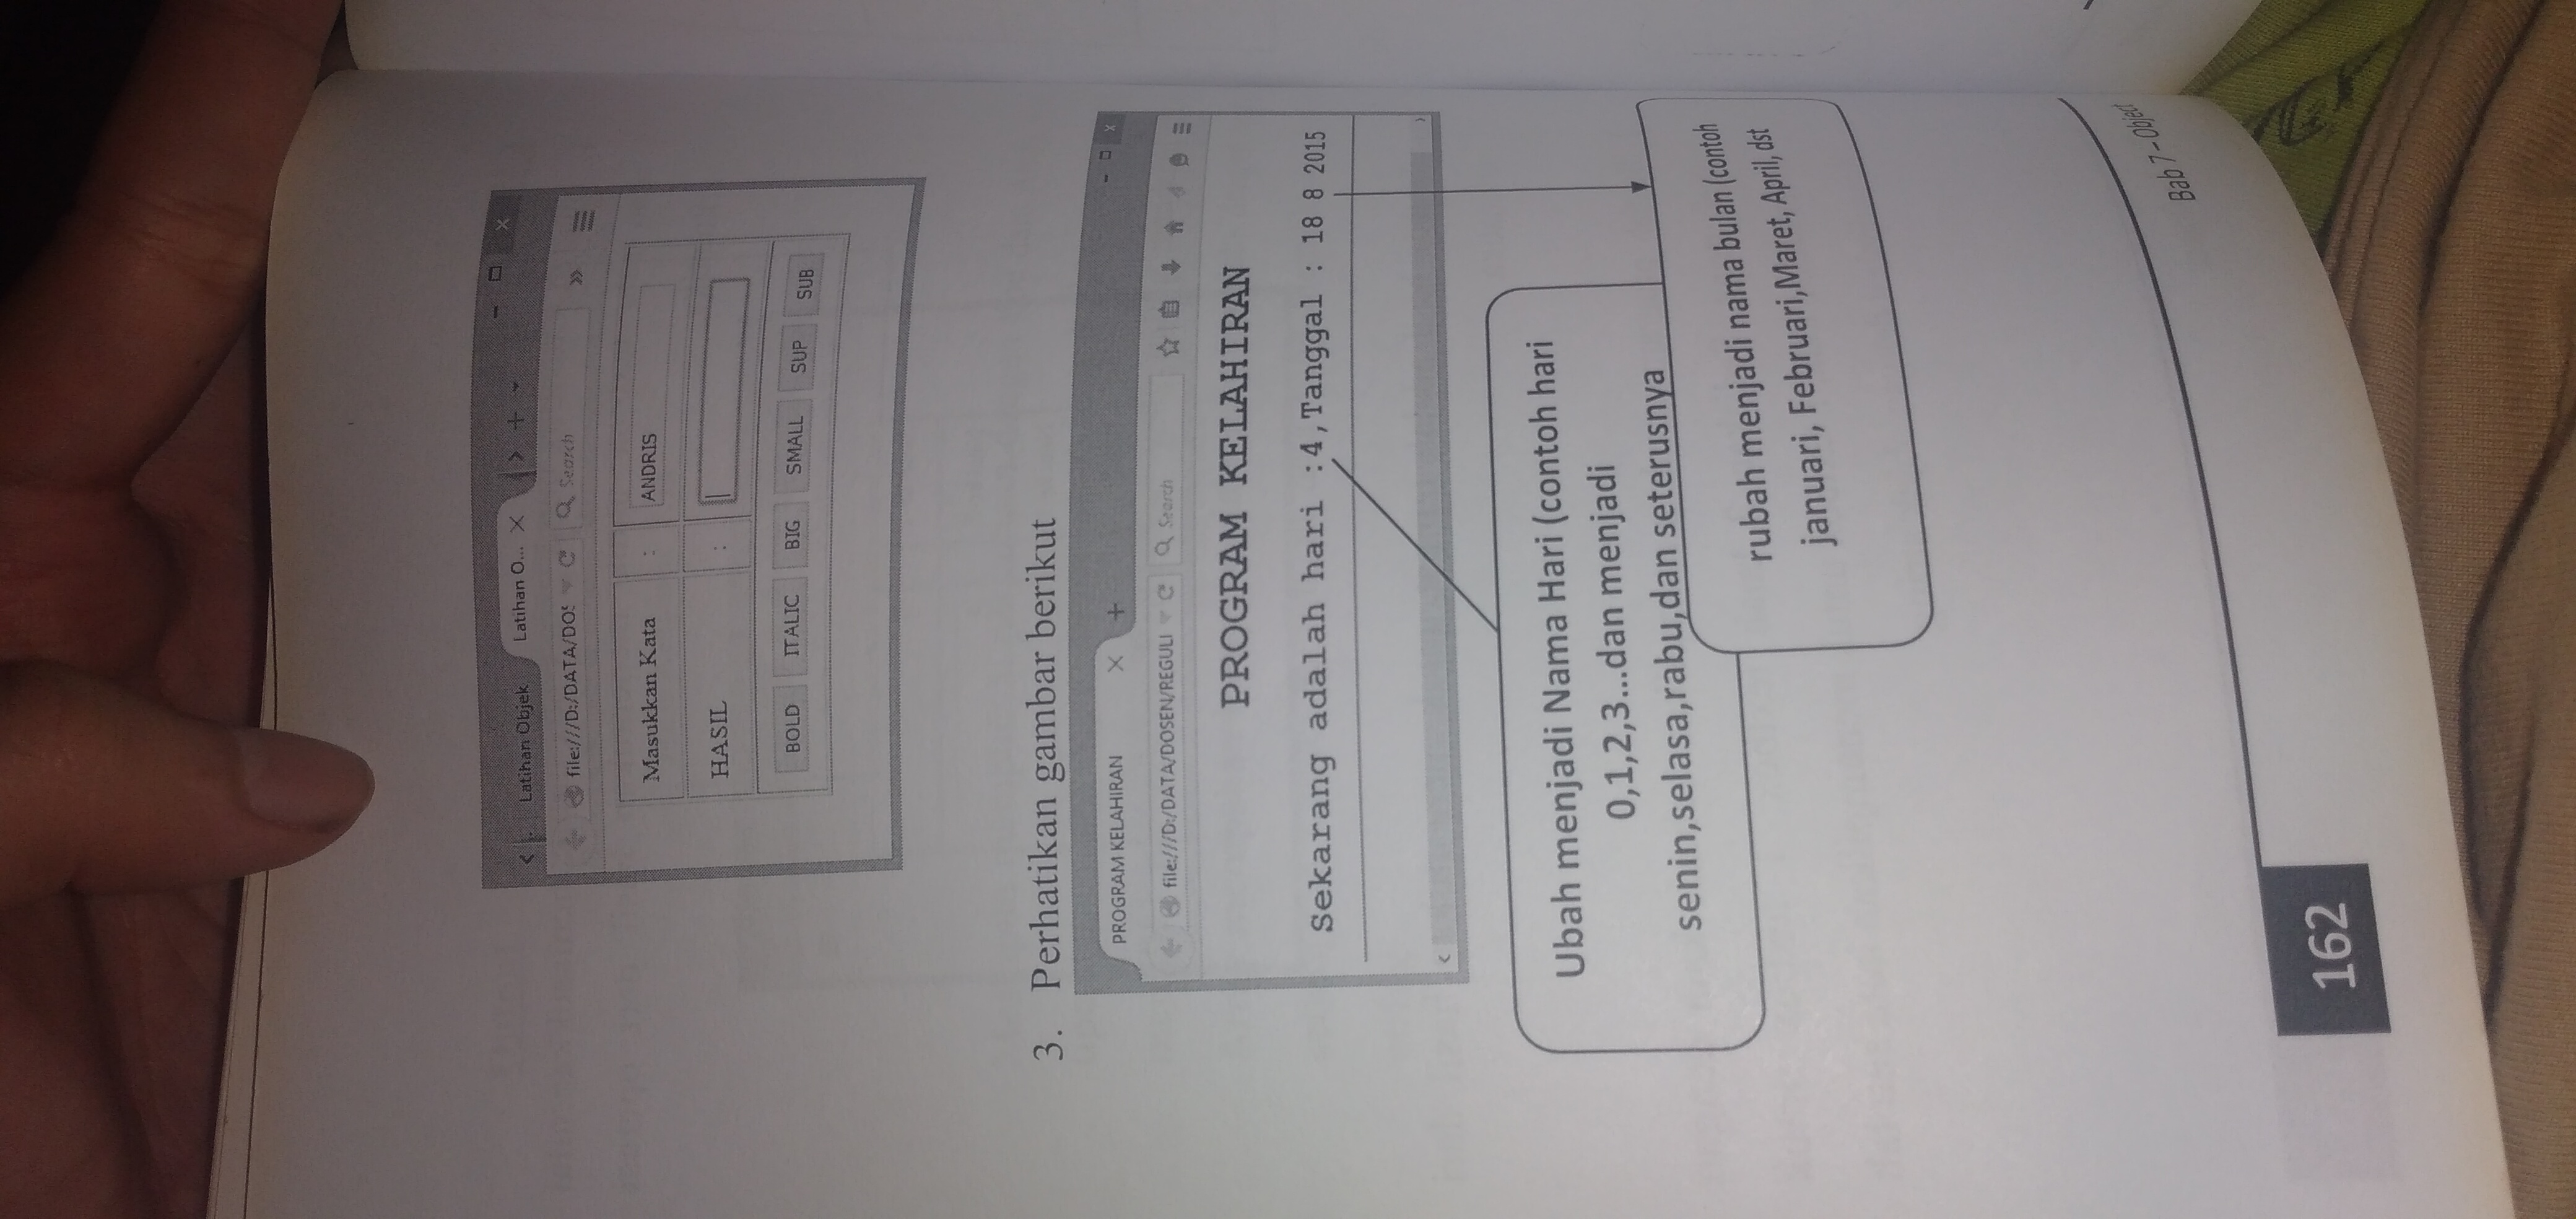 Latihan Objek Latihan O...
file:///D:/DATA/DOS Search
Masukkan Kata : ANDRIS
HASIL :
BOLD ITALIC BIG SMALL SUP SUB
3. Perhatikan gambar berikut
PROGRAM KELAHIRAN
file:///D:/DATA/DOSEN/REGULI Search
PROGRAM KELAHIRAN
Sekarang adalah hari :4,Tanggal : 18 8 2015
Ubah menjadi Nama Hari (contoh hari
0,1,2,3...dan menjadi
senin,selasa,rabu,dan seterusnya
rubah menjadi nama bulan (contoh
januari, Februari,Maret, April, dst
Bab 7 – Object
162